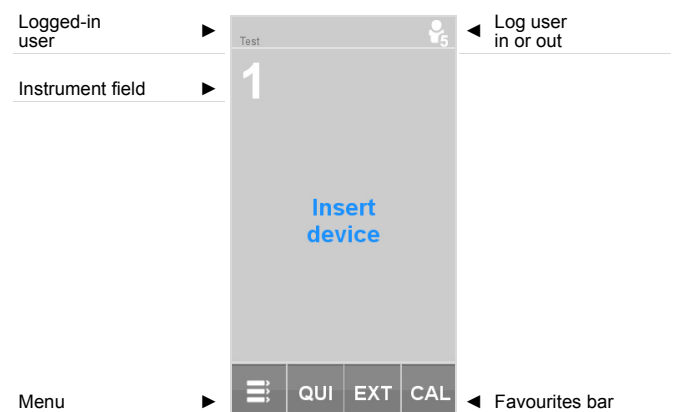 Logged-in
user
Log user
in or out
Test
5
Instrument field
1
Insert
device
Menu
QUI EXT CAL
Favourites bar